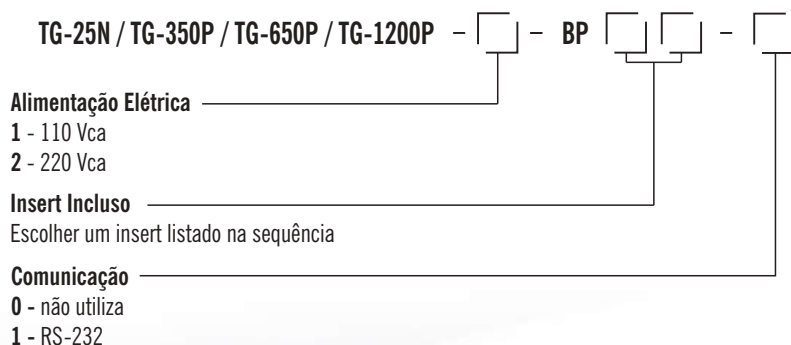 TG-25N / TG-350P / TG-650P / TG-1200P - - BP -
Alimentação Elétrica
1 - 110 Vca
2 - 220 Vca
Insert Incluso
Escolher um insert listado na sequência
Comunicação
0 - não utiliza
1 - RS-232